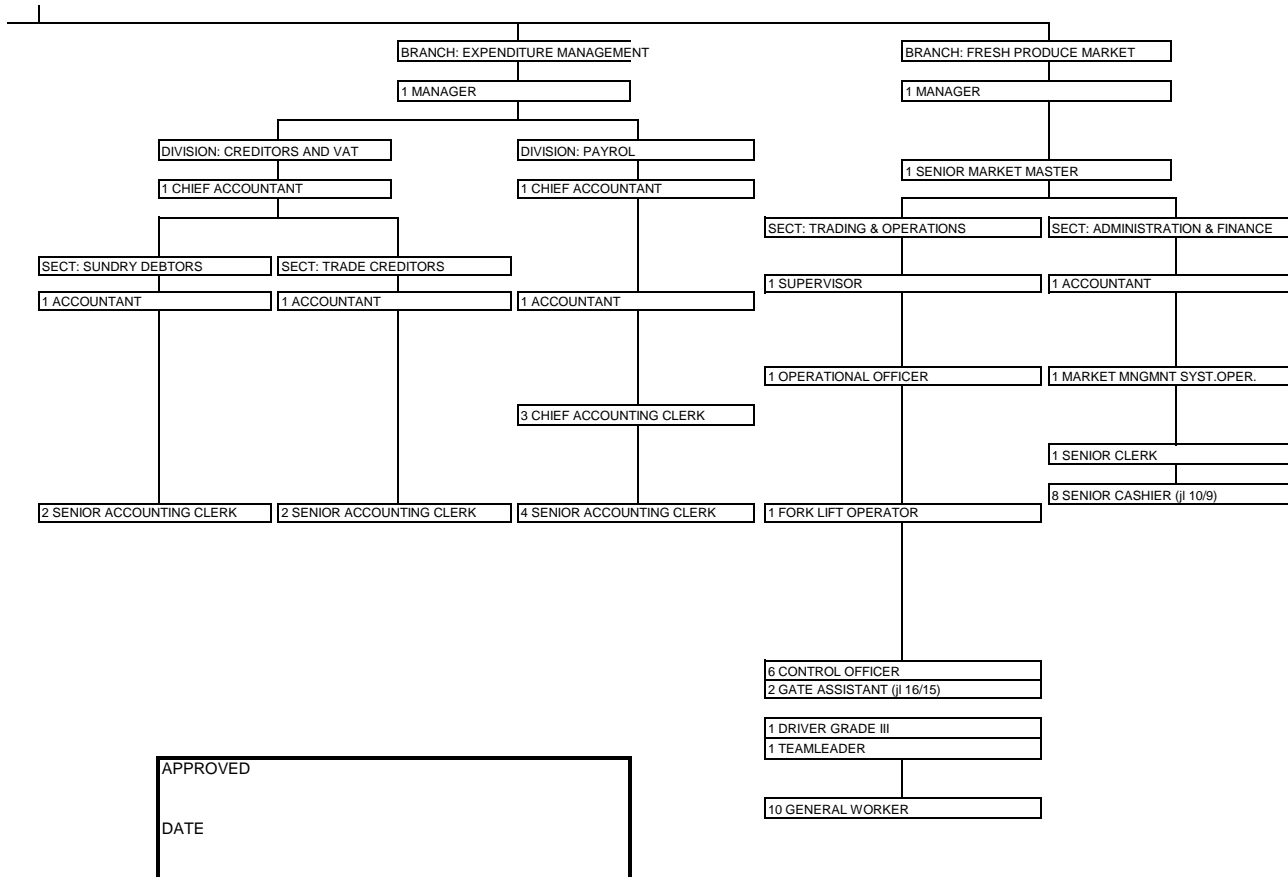 BRANCH: EXPENDITURE MANAGEMENT
BRANCH: FRESH PRODUCE MARKET
1 MANAGER
1 MANAGER
DIVISION: CREDITORS AND VAT
DIVISION: PAYROL
1 SENIOR MARKET MASTER
1 CHIEF ACCOUNTANT
1 CHIEF ACCOUNTANT
SECT: TRADING & OPERATIONS
SECT: ADMINISTRATION & FINANCE
SECT: SUNDRY DEBTORS
SECT: TRADE CREDITORS
1 SUPERVISOR
1 ACCOUNTANT
1 ACCOUNTANT
1 ACCOUNTANT
1 ACCOUNTANT
1 OPERATIONAL OFFICER
1 MARKET MNGMNT SYST.OPER.
3 CHIEF ACCOUNTING CLERK
1 SENIOR CLERK
8 SENIOR CASHIER (jl 10/9)
2 SENIOR ACCOUNTING CLERK
2 SENIOR ACCOUNTING CLERK
4 SENIOR ACCOUNTING CLERK
1 FORK LIFT OPERATOR
6 CONTROL OFFICER
2 GATE ASSISTANT (jl 16/15)
1 DRIVER GRADE III
1 TEAMLEADER
10 GENERAL WORKER
APPROVED
DATE